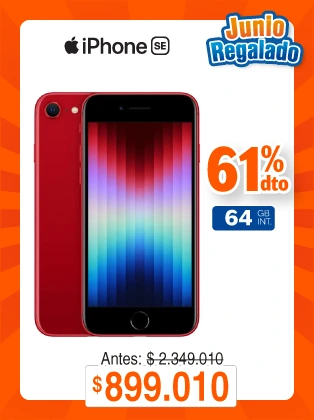 iPhone SE
Junio
Regalado
61% dto
64 GB INT.
Antes: $ 2.349.010
$899.010